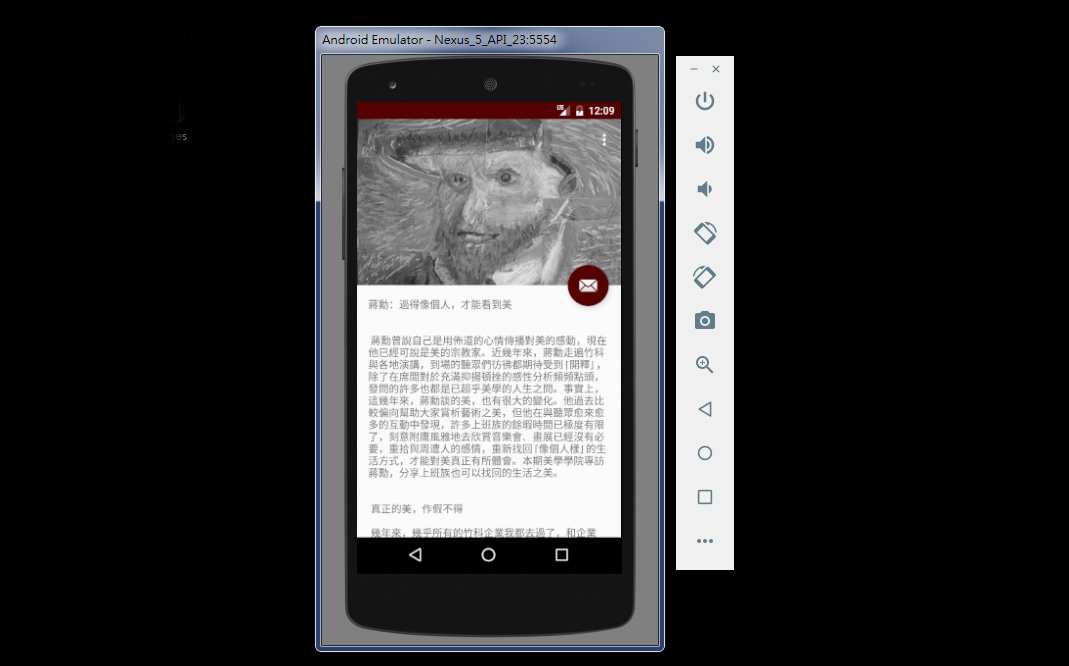 Android Emulator - Nexus_5_API_23:5554
LTE 12:09
蔣勳：過得像個人，才能看到美
蔣勳曾說自己是用佈道的心情傳播對美的感動，現在
他已經可說是美的宗教家。近幾年來，蔣勳走遍竹科
與各地演講，到場的聽眾們彷彿都期待受到「開釋」，
除了在席間對於充滿抑揚頓挫的感性分析頻頻點頭，
發問的許多也都是已超乎美學的人生之問。事實上，
這幾年來，蔣勳談的美，也有很大的變化。他過去比
較偏向幫助大家賞析藝術之美，但他在與聽眾愈來愈
多的互動中發現，許多上班族的餘暇時間已極度有限
了，刻意附庸風雅地去欣賞音樂會、畫展已經沒有必
要，重拾與周遭人的感情，重新找回「像個人樣」的生
活方式，才能對美真正有所體會。本期美學學院專訪
蔣勳，分享上班族也可以找回的生活之美。
真正的美，作假不得
幾年來，幾乎所有的竹科企業我都去過了，和企業